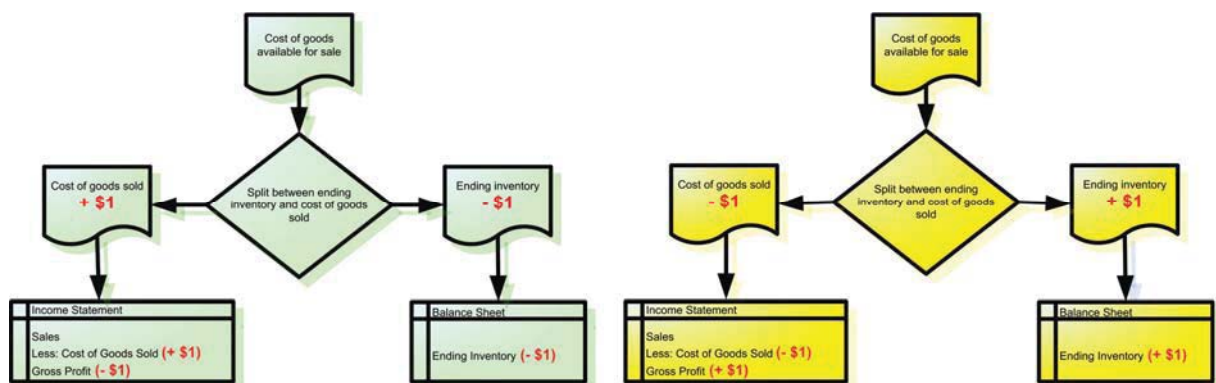 Cost of goods
available for sale
Cost of goods sold
+ $1
Split between ending
inventory and cost of goods
sold
Ending inventory
- $1
Income Statement
Sales
Less: Cost of Goods Sold (+ $1)
Gross Profit (- $1)
Balance Sheet
Ending Inventory (- $1)
Cost of goods
available for sale
Cost of goods sold
- $1
Split between ending
inventory and cost of goods
sold
Ending inventory
+ $1
Income Statement
Sales
Less: Cost of Goods Sold (- $1)
Gross Profit (+ $1)
Balance Sheet
Ending Inventory (+ $1)